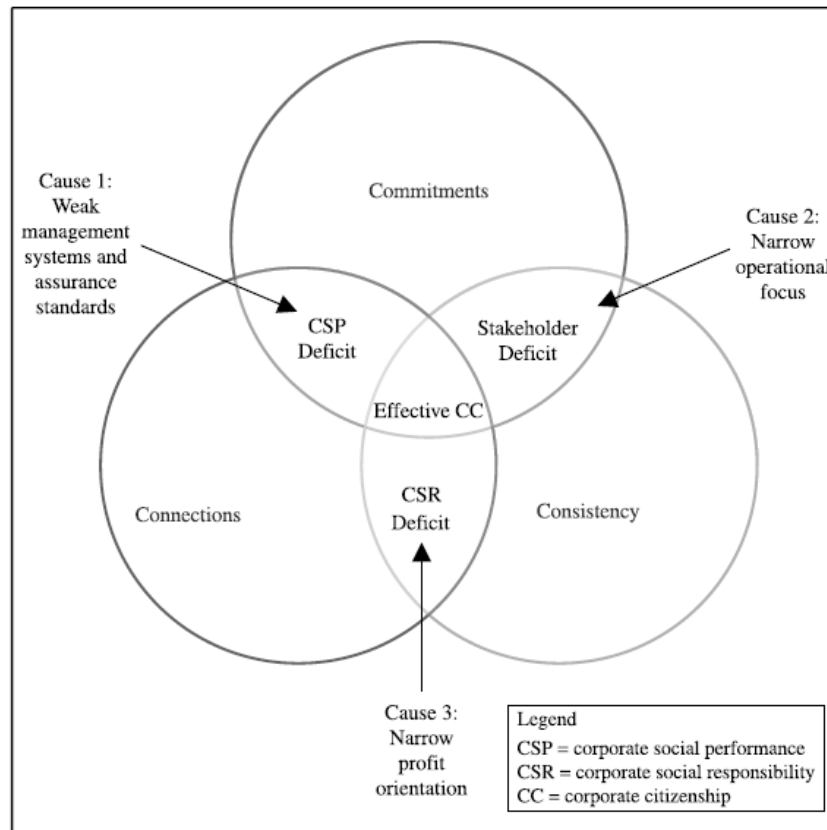 Commitments
Cause 1:
Weak
management
systems and
assurance
standards
Cause 2:
Narrow
operational
focus
CSP
Deficit
Stakeholder
Deficit
Effective CC
Connections
CSR
Deficit
Consistency
Cause 3:
Narrow
profit
orientation
Legend
CSP = corporate social performance
CSR = corporate social responsibility
CC = corporate citizenship